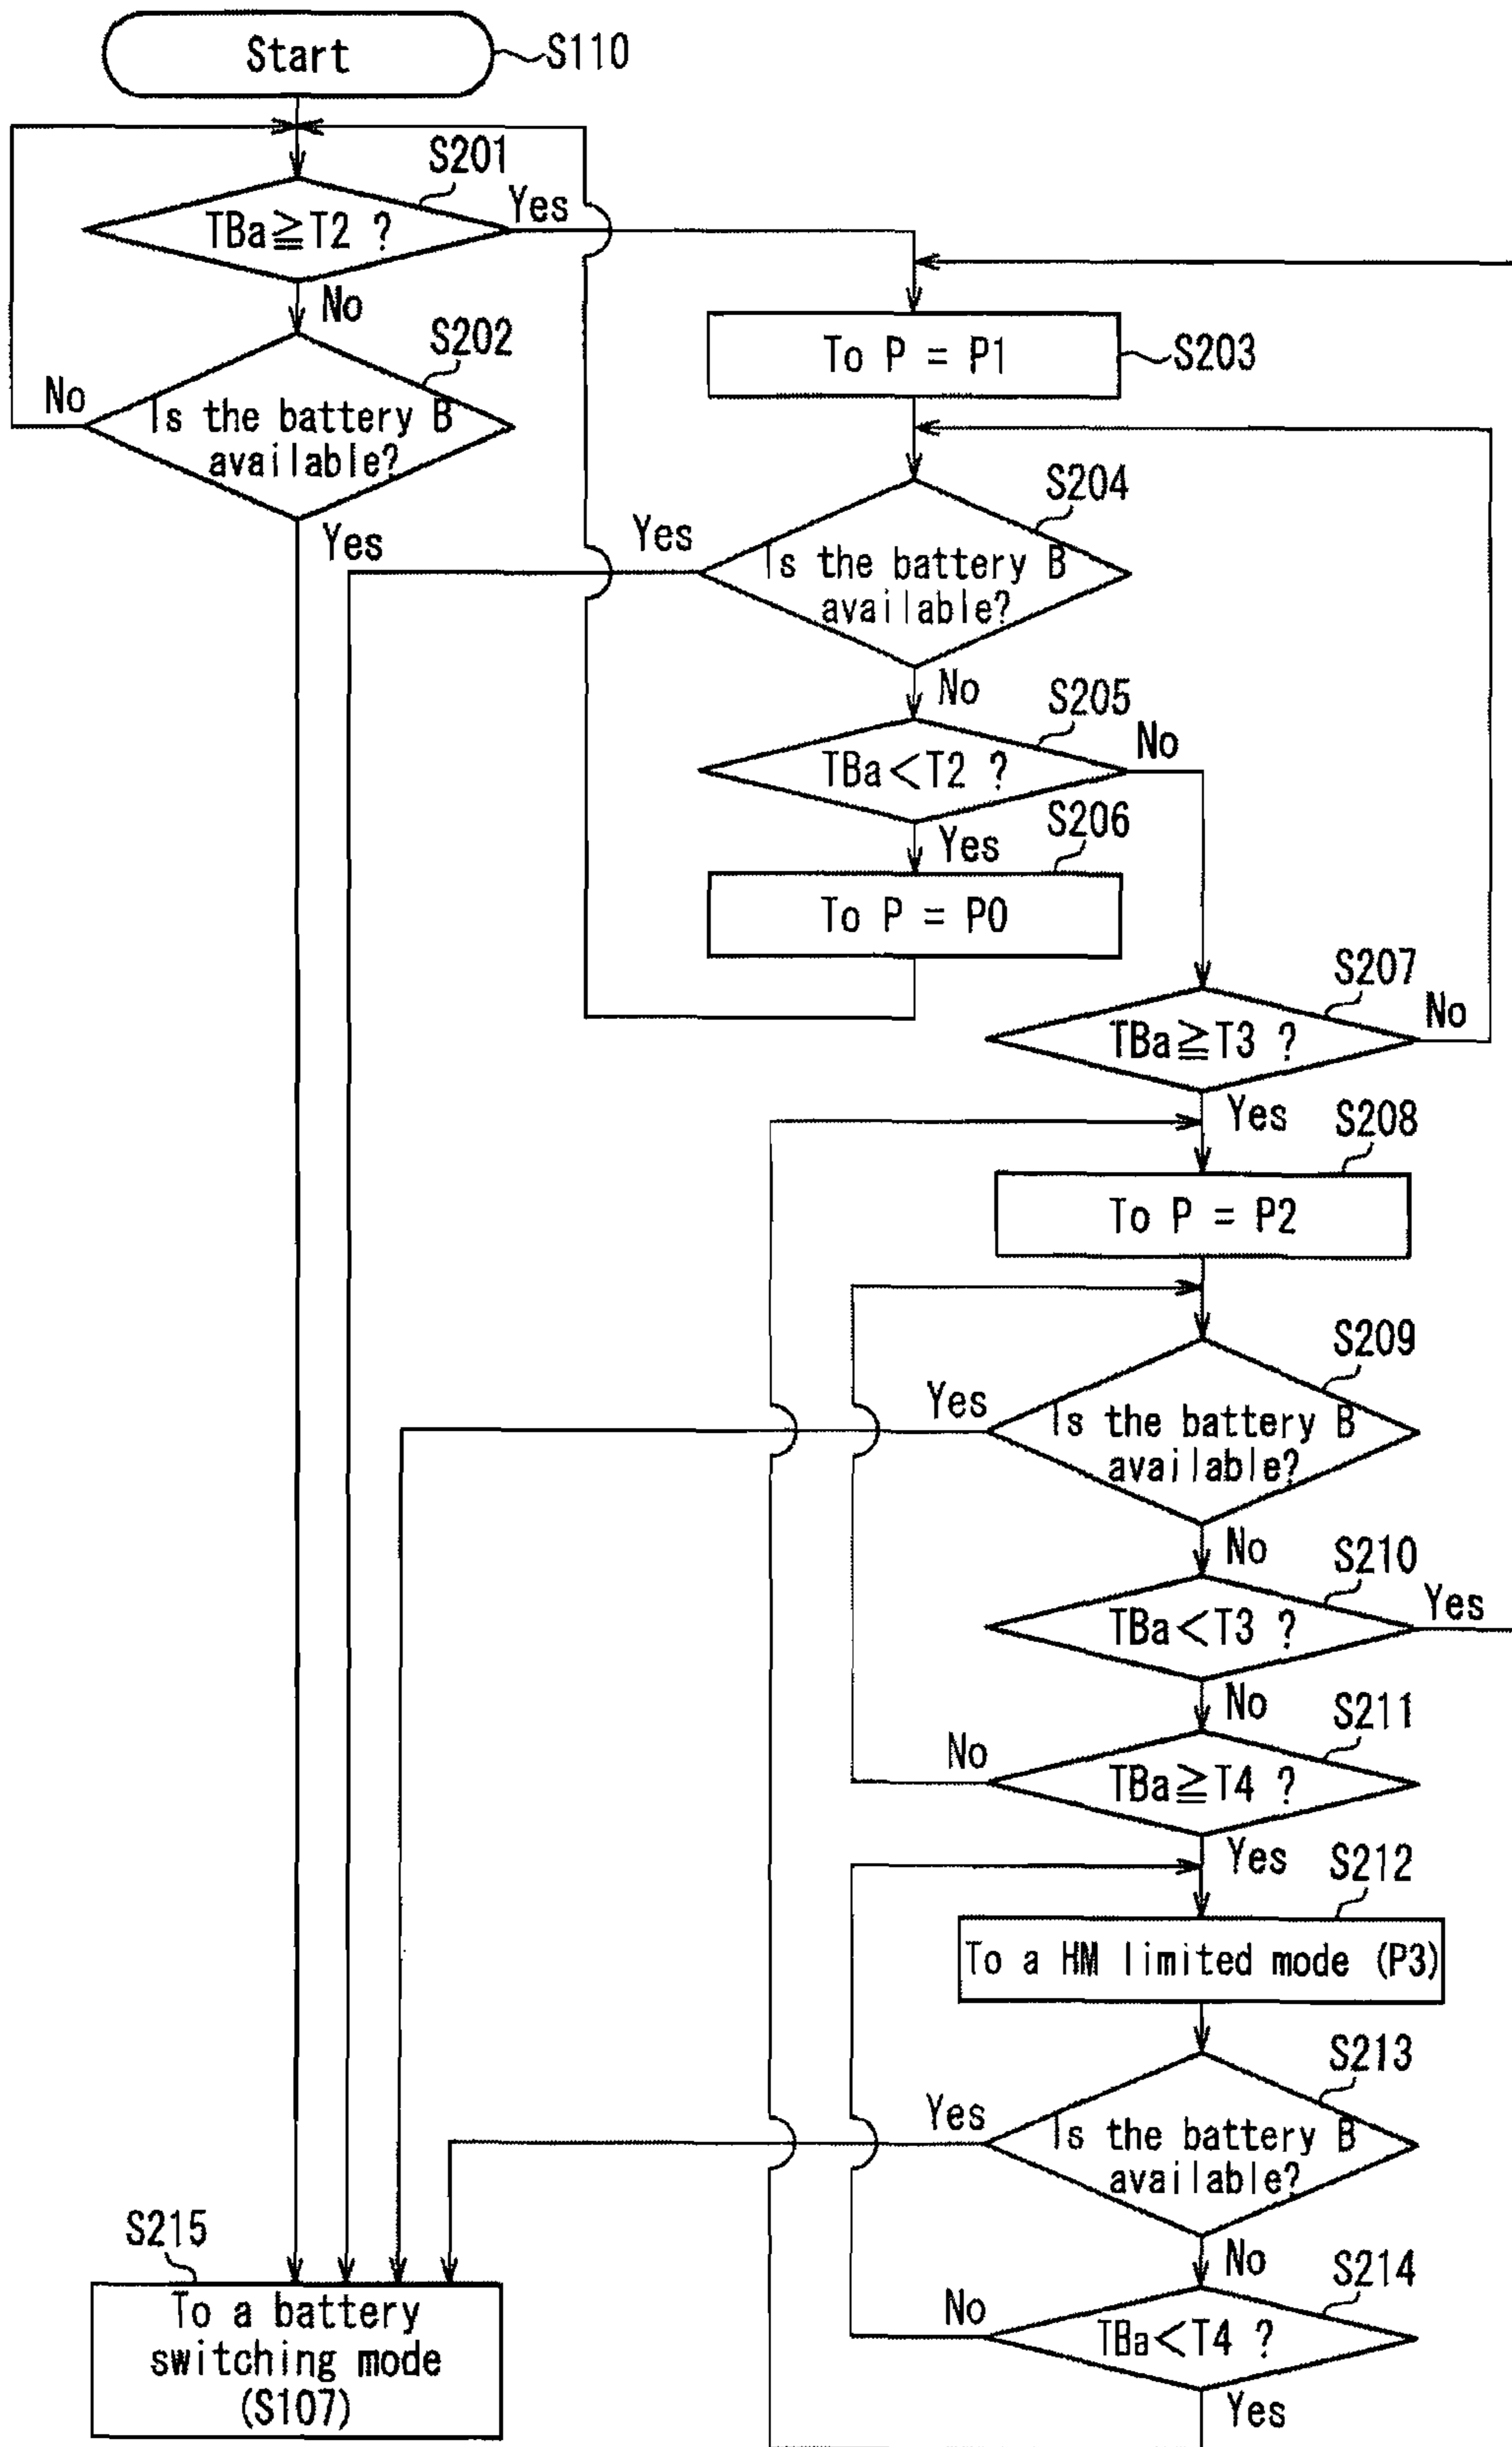 Start
S110
S201
TBa≧T2 ?
Yes
No
S202
No
Is the battery B
available?
Yes
To P = P1
S203
S204
Yes
Is the battery B
available?
No
S205
TBa<T2 ?
No
Yes
S206
To P = P0
S207
TBa≧T3 ?
No
Yes
S208
To P = P2
S209
Yes
Is the battery B
available?
No
S210
TBa<T3 ?
Yes
No
S211
No
TBa≧T4 ?
Yes
S212
To a HM limited mode (P3)
S213
Yes
Is the battery B
available?
No
S214
No
TBa<T4 ?
Yes
S215
To a battery
switching mode
(S107)